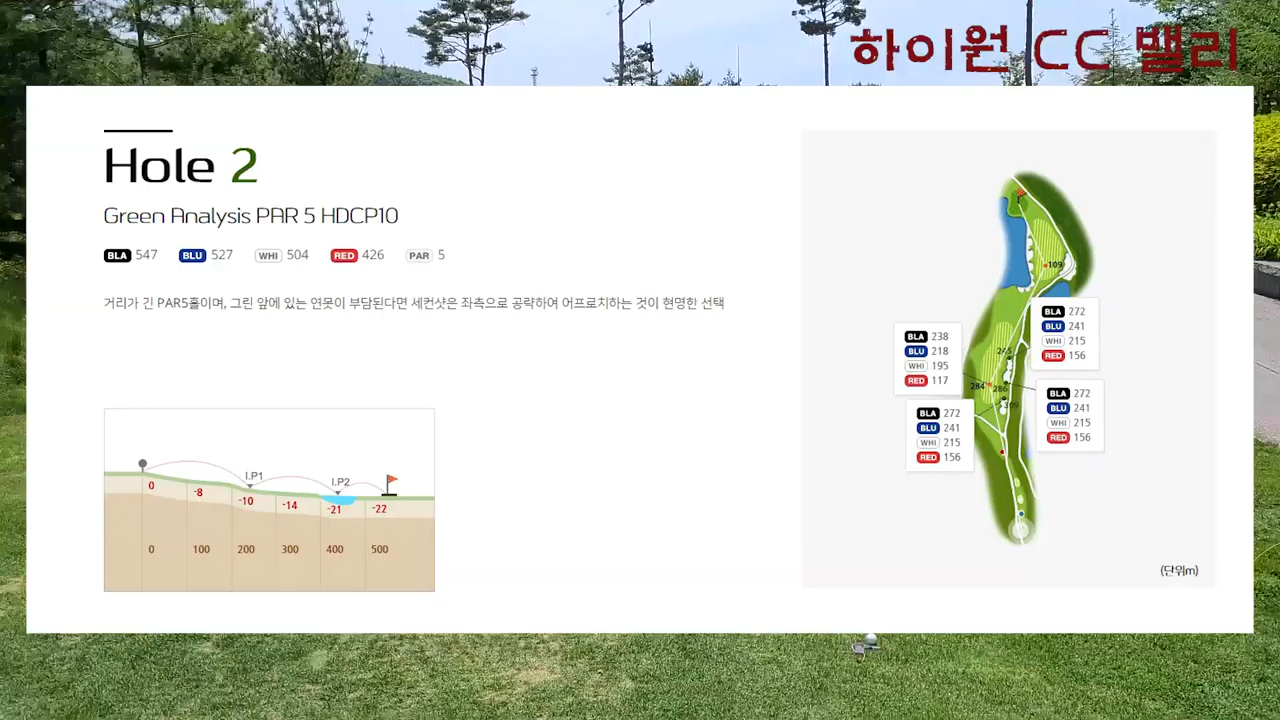 하이원 CC 밸리
Hole 2
Green Analysis PAR 5 HDCP10
BLA 547 BLU 527 WHI 504 RED 426 PAR 5
거리가 긴 PAR5홀이며, 그린 앞에 있는 연못이 부담된다면 세컨샷은 좌측으로 공략하여 어프로치하는 것이 현명한 선택
I.P1
I.P2
0 -8 -10 -14 -21 -22
0 100 200 300 400 500
109
BLA 272
BLU 241
WHI 215
RED 156
BLA 238
BLU 218
WHI 195
RED 117
284
286
BLA 272
BLU 241
WHI 215
RED 156
BLA 272
BLU 241
WHI 215
RED 156
(단위m)